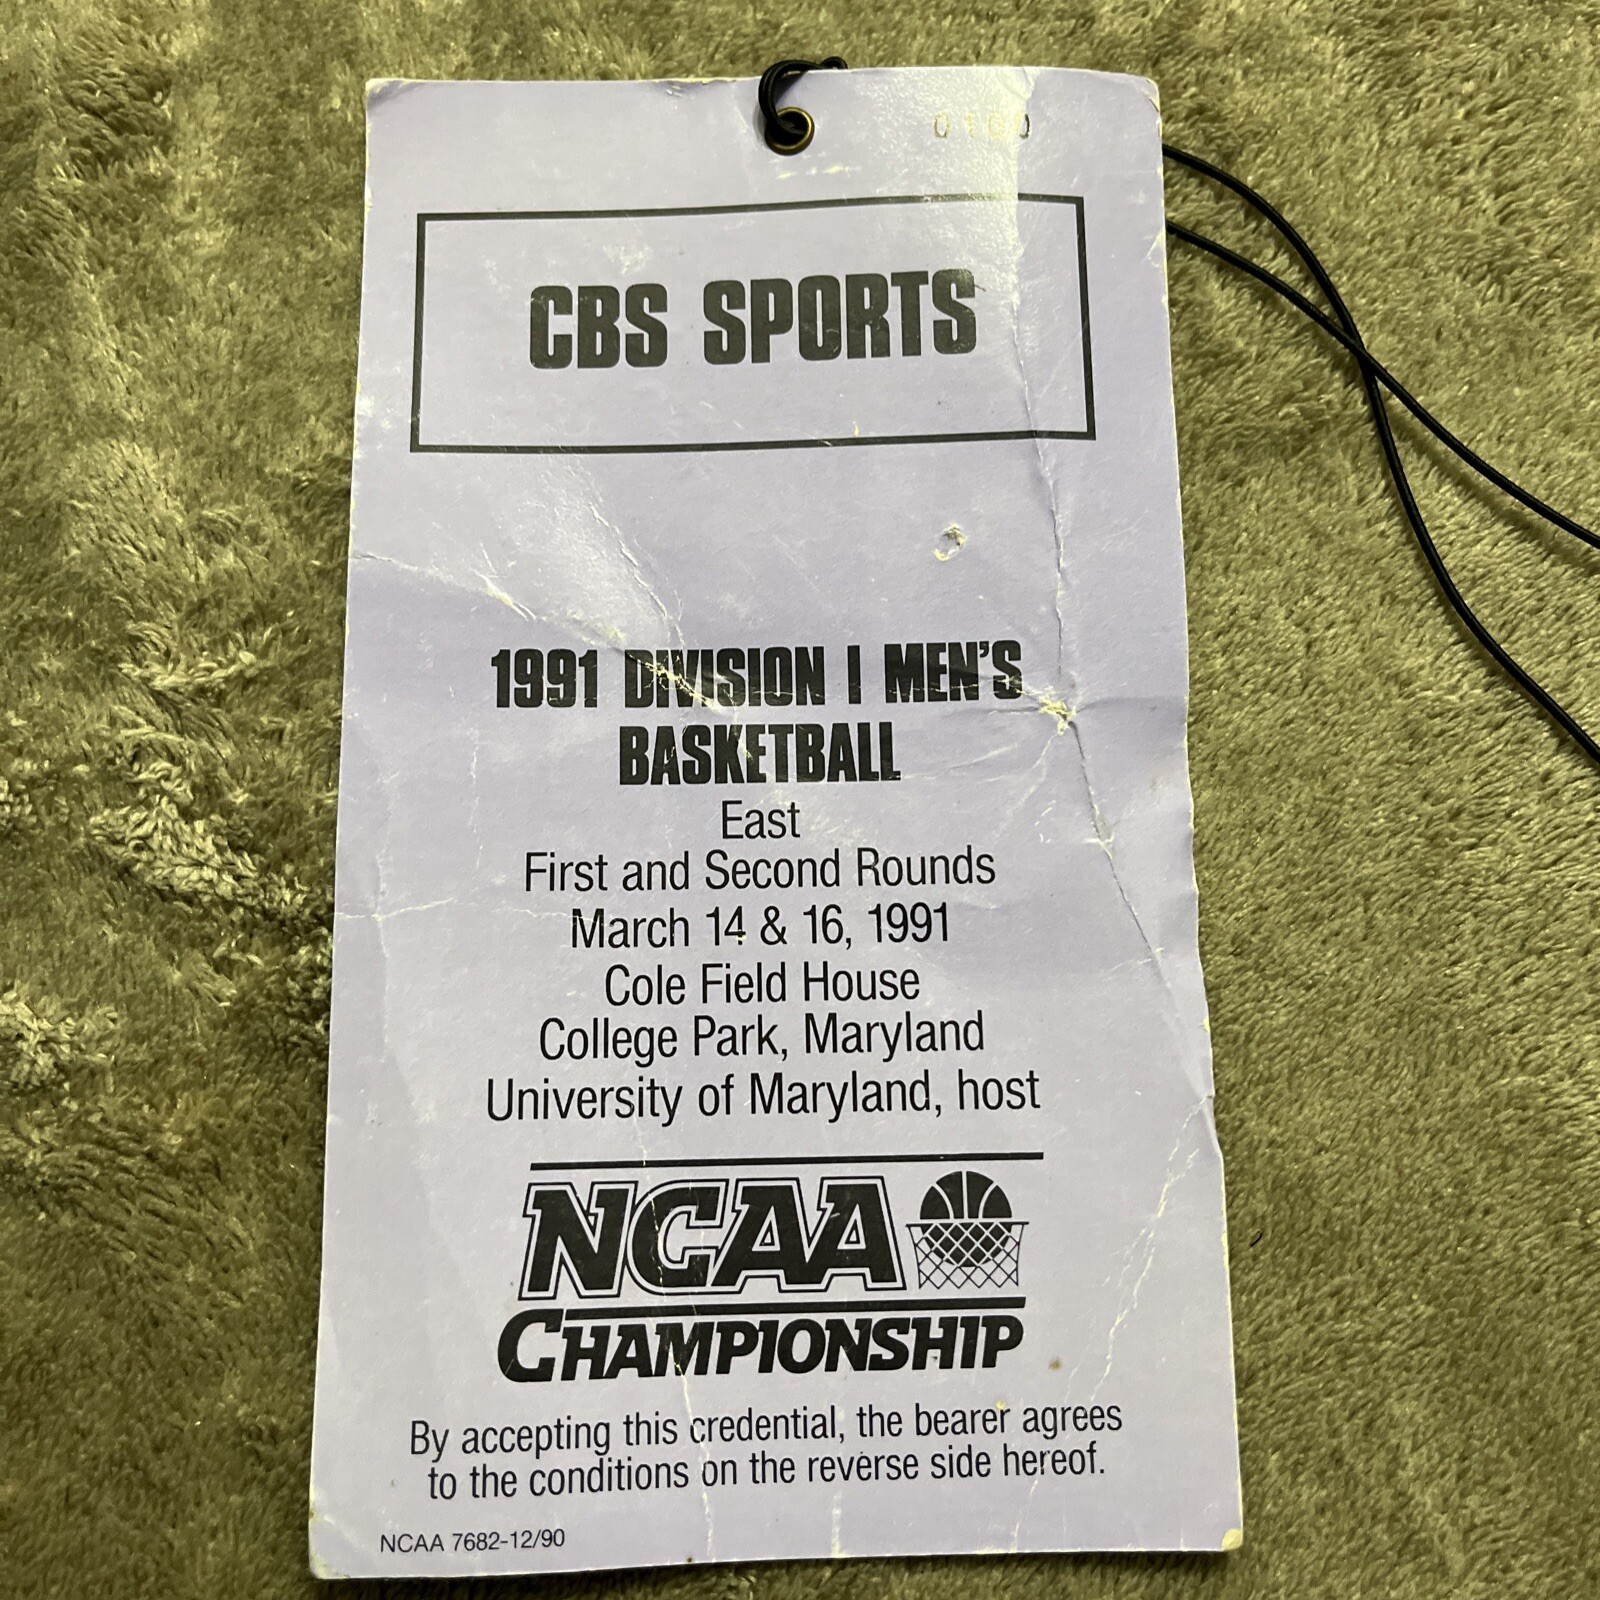 0100
CBS SPORTS
1991 DIVISION I MEN'S
BASKETBALL
East
First and Second Rounds
March 14 & 16, 1991
Cole Field House
College Park, Maryland
University of Maryland, host
NCAA
CHAMPIONSHIP
By accepting this credential, the bearer agrees
to the conditions on the reverse side hereof.
NCAA 7682-12/90